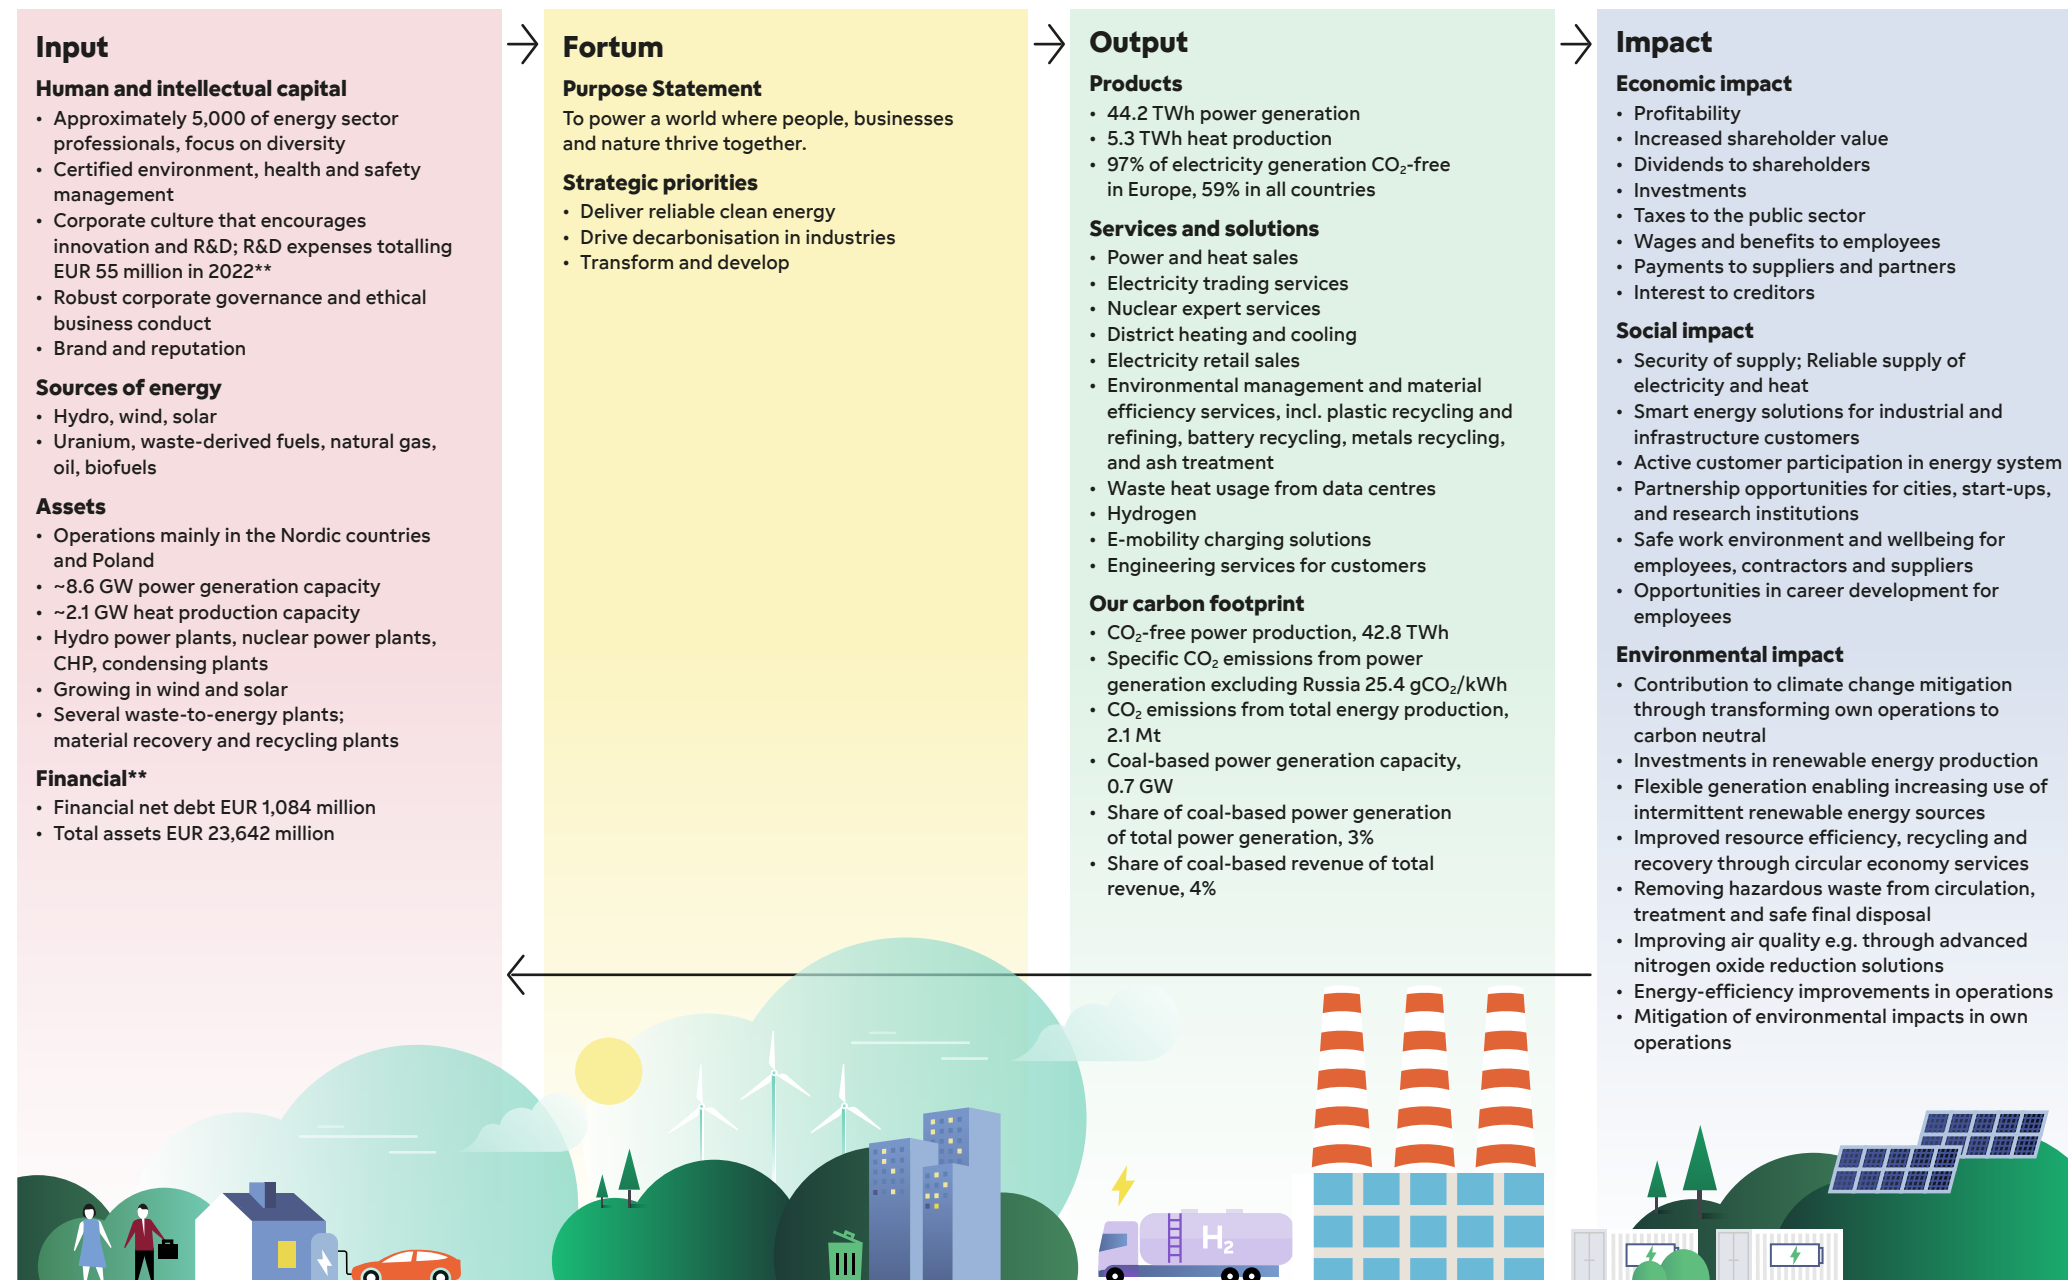 Input
Human and intellectual capital
• Approximately 5,000 of energy sector
professionals, focus on diversity
• Certified environment, health and safety
management
• Corporate culture that encourages
innovation and R&D; R&D expenses totalling
EUR 55 million in 2022**
• Robust corporate governance and ethical
business conduct
• Brand and reputation
Sources of energy
• Hydro, wind, solar
• Uranium, waste-derived fuels, natural gas,
oil, biofuels
Assets
• Operations mainly in the Nordic countries
and Poland
• ~8.6 GW power generation capacity
• ~2.1 GW heat production capacity
• Hydro power plants, nuclear power plants,
CHP, condensing plants
• Growing in wind and solar
• Several waste-to-energy plants;
material recovery and recycling plants
Financial**
• Financial net debt EUR 1,084 million
• Total assets EUR 23,642 million
Fortum
Purpose Statement
To power a world where people, businesses
and nature thrive together.
Strategic priorities
• Deliver reliable clean energy
• Drive decarbonisation in industries
• Transform and develop
Output
Products
• 44.2 TWh power generation
• 5.3 TWh heat production
• 97% of electricity generation CO₂-free
in Europe, 59% in all countries
Services and solutions
• Power and heat sales
• Electricity trading services
• Nuclear expert services
• District heating and cooling
• Electricity retail sales
• Environmental management and material
efficiency services, incl. plastic recycling and
refining, battery recycling, metals recycling,
and ash treatment
• Waste heat usage from data centres
• Hydrogen
• E-mobility charging solutions
• Engineering services for customers
Our carbon footprint
• CO₂-free power production, 42.8 TWh
• Specific CO₂ emissions from power
generation excluding Russia 25.4 gCO₂/kWh
• CO₂ emissions from total energy production,
2.1 Mt
• Coal-based power generation capacity,
0.7 GW
• Share of coal-based power generation
of total power generation, 3%
• Share of coal-based revenue of total
revenue, 4%
H₂
Impact
Economic impact
• Profitability
• Increased shareholder value
• Dividends to shareholders
• Investments
• Taxes to the public sector
• Wages and benefits to employees
• Payments to suppliers and partners
• Interest to creditors
Social impact
• Security of supply; Reliable supply of
electricity and heat
• Smart energy solutions for industrial and
infrastructure customers
• Active customer participation in energy system
• Partnership opportunities for cities, start-ups,
and research institutions
• Safe work environment and wellbeing for
employees, contractors and suppliers
• Opportunities in career development for
employees
Environmental impact
• Contribution to climate change mitigation
through transforming own operations to
carbon neutral
• Investments in renewable energy production
• Flexible generation enabling increasing use of
intermittent renewable energy sources
• Improved resource efficiency, recycling and
recovery through circular economy services
• Removing hazardous waste from circulation,
treatment and safe final disposal
• Improving air quality e.g. through advanced
nitrogen oxide reduction solutions
• Energy-efficiency improvements in operations
• Mitigation of environmental impacts in own
operations